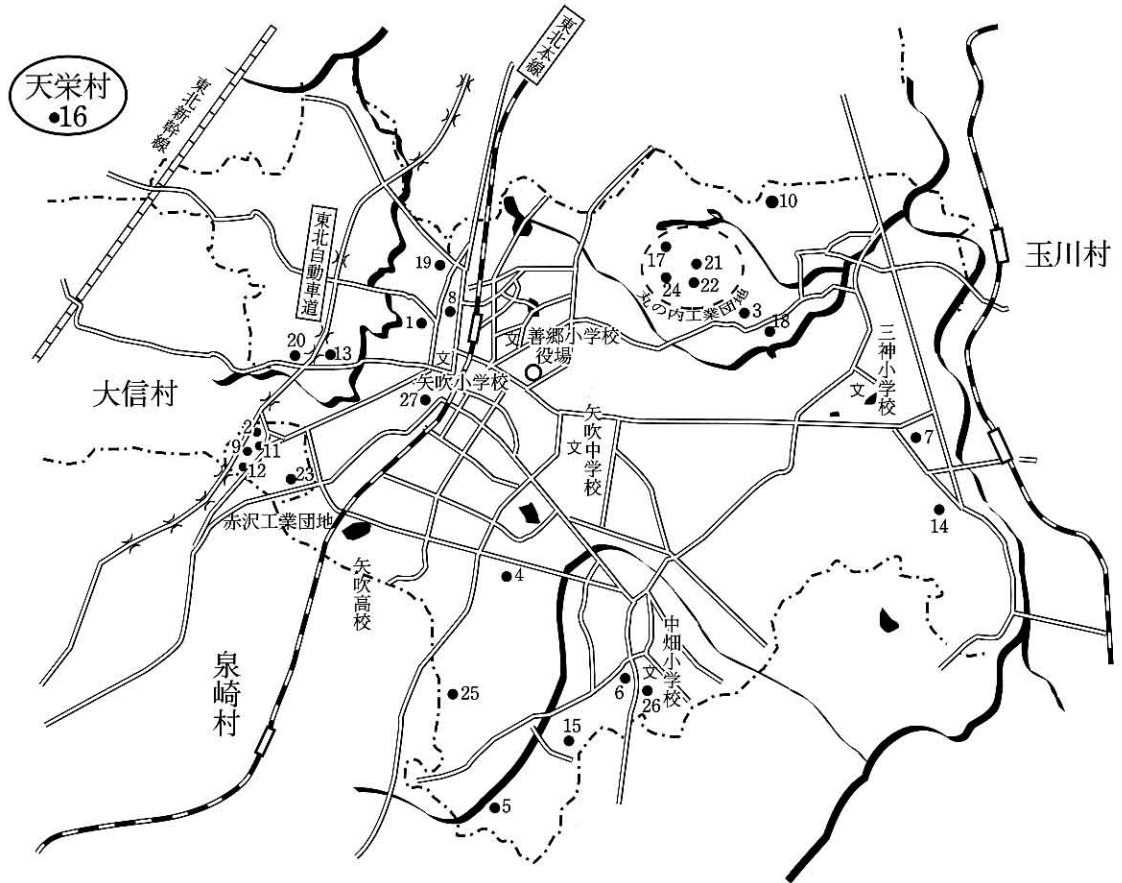 東北本線
天栄村
16
東北新幹線
10
東北自動車道
19
17
21
24
22
丸の内工業団地
玉川村
8
1
3
18
文
善郷小学校
役場
20
13
文
矢吹小学校
三神小学校
文
大信村
27
2
9
11
12
23
矢吹中学校
文
7
赤沢工業団地
14
矢吹高校
4
中畑小学校
文
泉崎村
25
6
26
15
5